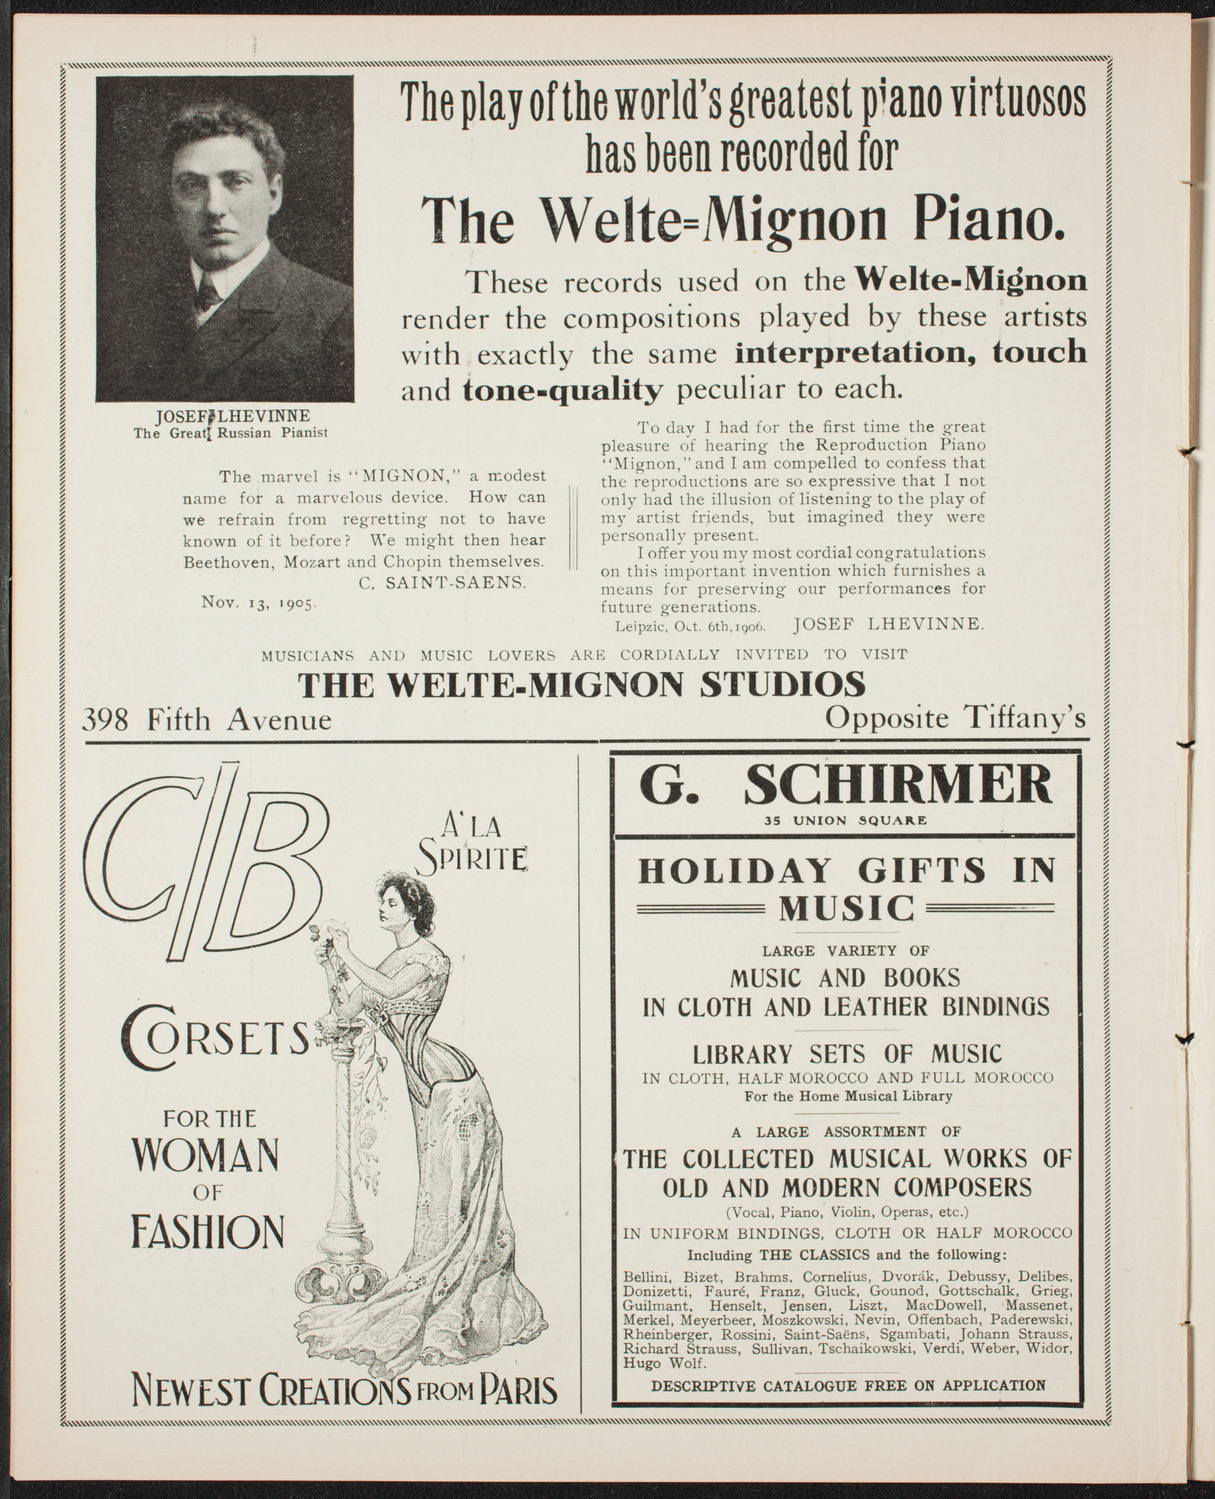 The play of the world's greatest piano virtuosos
has been recorded for
The Welte=Mignon Piano.
These records used on the Welte-Mignon
render the compositions played by these artists
with exactly the same interpretation, touch
and tone-quality peculiar to each.
JOSEF LHEVINNE
The Great Russian Pianist
The marvel is "MIGNON," a modest
name for a marvelous device. How can
we refrain from regretting not to have
known of it before? We might then hear
Beethoven, Mozart and Chopin themselves.
C. SAINT-SAENS.
Nov. 13, 1905.
To day I had for the first time the great
pleasure of hearing the Reproduction Piano
"Mignon," and I am compelled to confess that
the reproductions are so expressive that I not
only had the illusion of listening to the play of
my artist friends, but imagined they were
personally present.
I offer you my most cordial congratulations
on this important invention which furnishes a
means for preserving our performances for
future generations.
Leipzic, Oct. 6th, 1906. JOSEF LHEVINNE.
MUSICIANS AND MUSIC LOVERS ARE CORDIALLY INVITED TO VISIT
THE WELTE-MIGNON STUDIOS
398 Fifth Avenue Opposite Tiffany's
C/B
A' LA
SPIRITE
CORSETS
FOR THE
WOMAN
OF
FASHION
NEWEST CREATIONS FROM PARIS
G. SCHIRMER
35 UNION SQUARE
HOLIDAY GIFTS IN
MUSIC
LARGE VARIETY OF
MUSIC AND BOOKS
IN CLOTH AND LEATHER BINDINGS
LIBRARY SETS OF MUSIC
IN CLOTH, HALF MOROCCO AND FULL MOROCCO
For the Home Musical Library
A LARGE ASSORTMENT OF
THE COLLECTED MUSICAL WORKS OF
OLD AND MODERN COMPOSERS
(Vocal, Piano, Violin, Operas, etc.)
IN UNIFORM BINDINGS, CLOTH OR HALF MOROCCO
Including THE CLASSICS and the following:
Bellini, Bizet, Brahms, Cornelius, Dvorák, Debussy, Delibes,
Donizetti, Fauré, Franz, Gluck, Gounod, Gottschalk, Grieg,
Guilmant, Henselt, Jensen, Liszt, MacDowell, Massenet,
Merkel, Meyerbeer, Moszkowski, Nevin, Offenbach, Paderewski,
Rheinberger, Rossini, Saint-Saëns, Sgambati, Johann Strauss,
Richard Strauss, Sullivan, Tschaikowski, Verdi, Weber, Widor,
Hugo Wolf.
DESCRIPTIVE CATALOGUE FREE ON APPLICATION